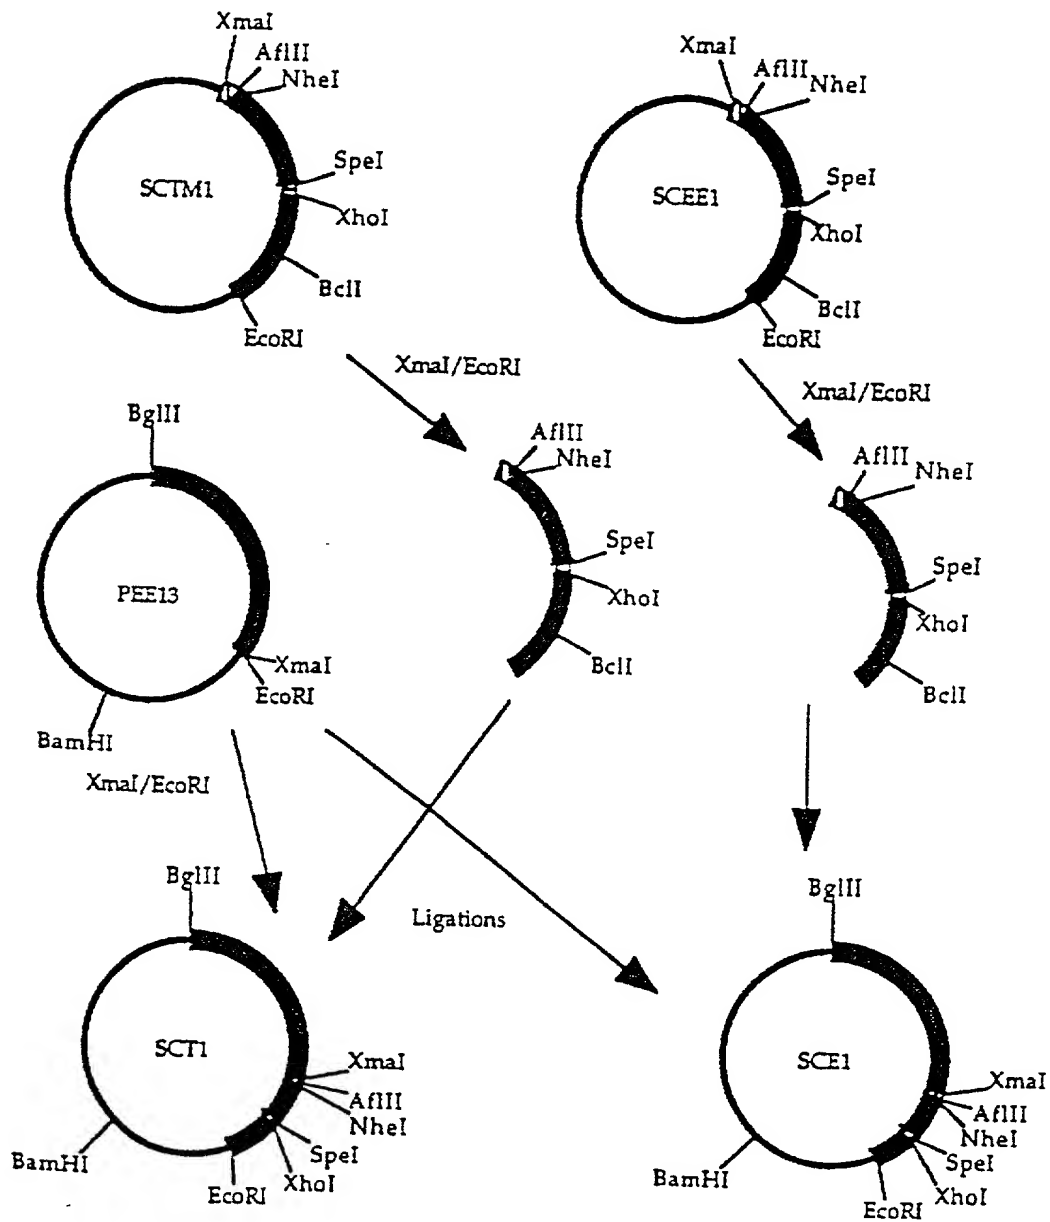 XmaI
AflII
NheI
SpeI
SCTM1
XhoI
BclI
EcoRI
XmaI
AflII
NheI
SpeI
SCEE1
XhoI
BclI
EcoRI
XmaI/EcoRI
XmaI/EcoRI
BglII
PEE13
XmaI
EcoRI
BamHI
AflII
NheI
SpeI
XhoI
BclI
AflII
NheI
SpeI
XhoI
BclI
XmaI/EcoRI
Ligations
BglII
SCT1
XmaI
AflII
NheI
SpeI
XhoI
EcoRI
BamHI
BglII
SCE1
XmaI
AflII
NheI
SpeI
XhoI
EcoRI
BamHI